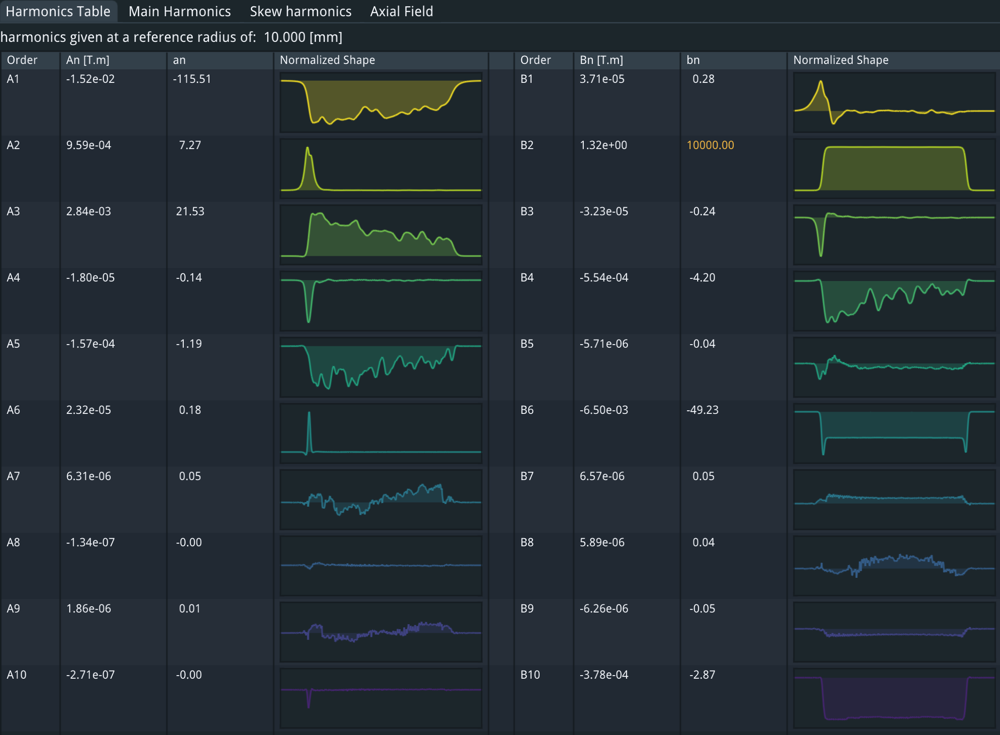 Harmonics Table Main Harmonics Skew harmonics Axial Field
harmonics given at a reference radius of: 10.000 [mm]
Order An [T.m] an Normalized Shape Order Bn [T.m] bn Normalized Shape
A1 -1.52e-02 -115.51 B1 3.71e-05 0.28
A2 9.59e-04 7.27 B2 1.32e+00 10000.00
A3 2.84e-03 21.53 B3 -3.23e-05 -0.24
A4 -1.80e-05 -0.14 B4 -5.54e-04 -4.20
A5 -1.57e-04 -1.19 B5 -5.71e-06 -0.04
A6 2.32e-05 0.18 B6 -6.50e-03 -49.23
A7 6.31e-06 0.05 B7 6.57e-06 0.05
A8 -1.34e-07 -0.00 B8 5.89e-06 0.04
A9 1.86e-06 0.01 B9 -6.26e-06 -0.05
A10 -2.71e-07 -0.00 B10 -3.78e-04 -2.87